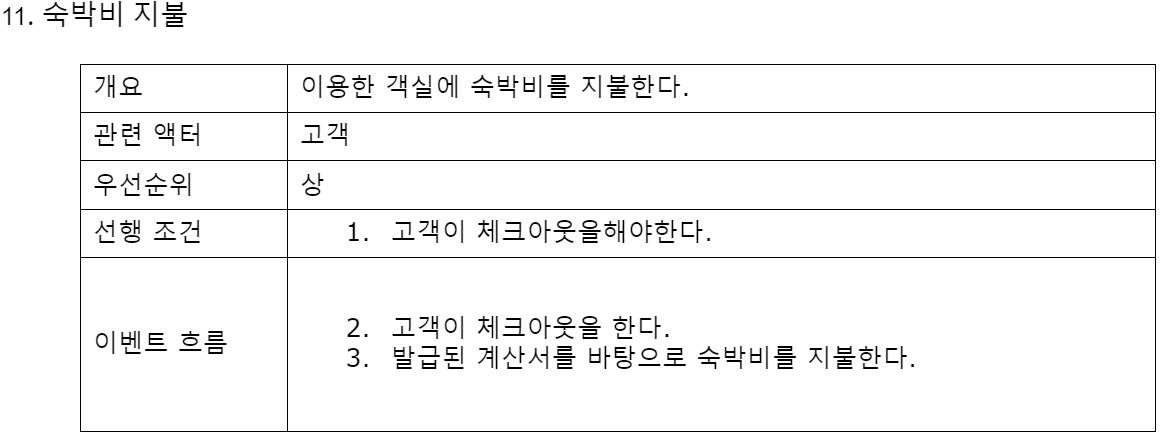 11. 숙박비 지불
개요 이용한 객실에 숙박비를 지불한다.
관련 액터 고객
우선순위 상
선행 조건 1. 고객이 체크아웃을해야한다.
이벤트 흐름
2. 고객이 체크아웃을 한다.
3. 발급된 계산서를 바탕으로 숙박비를 지불한다.